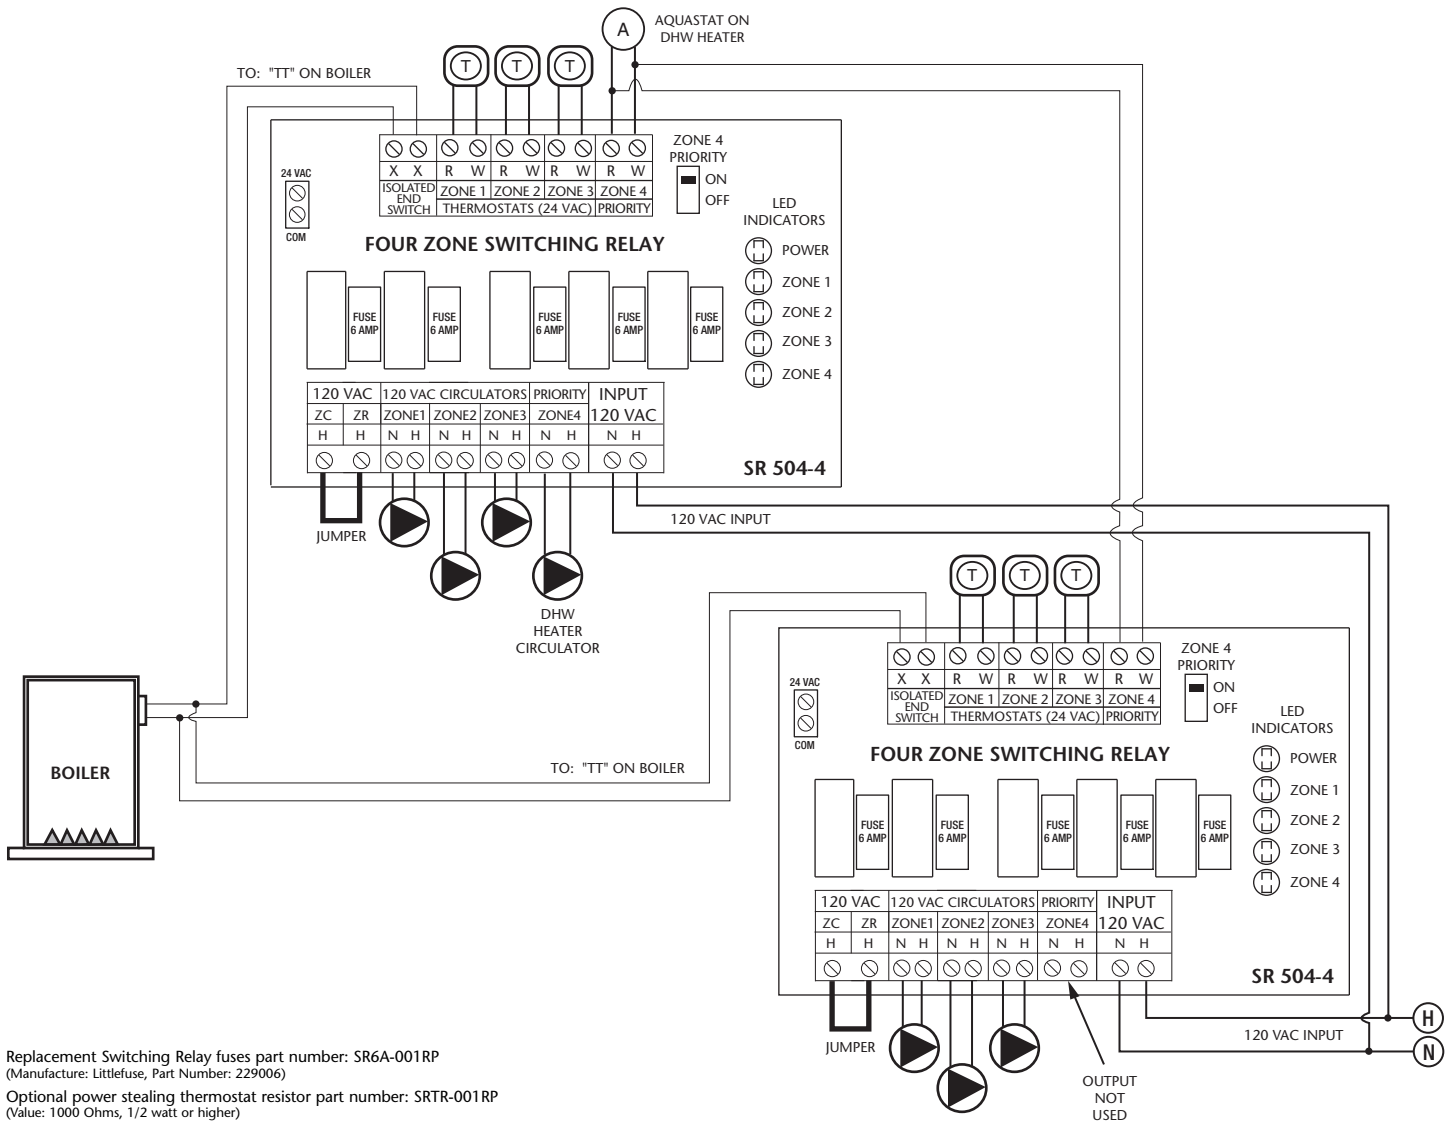 AQUASTAT ON
DHW HEATER
A
TO: "TT" ON BOILER
T T T
ZONE 4
PRIORITY
ON
OFF
24 VAC
COM
X X R W R W R W R W
ISOLATED
END
SWITCH
ZONE 1 ZONE 2 ZONE 3 ZONE 4
THERMOSTATS (24 VAC) PRIORITY
LED
INDICATORS
POWER
ZONE 1
ZONE 2
ZONE 3
ZONE 4
FOUR ZONE SWITCHING RELAY
FUSE
6 AMP
FUSE
6 AMP
FUSE
6 AMP
FUSE
6 AMP
FUSE
6 AMP
120 VAC 120 VAC CIRCULATORS PRIORITY INPUT
120 VAC
ZC ZR ZONE1 ZONE2 ZONE3 ZONE4
H H N H N H N H N H N H
SR 504-4
JUMPER
120 VAC INPUT
DHW
HEATER
CIRCULATOR
T T T
ZONE 4
PRIORITY
ON
OFF
24 VAC
COM
X X R W R W R W R W
ISOLATED
END
SWITCH
ZONE 1 ZONE 2 ZONE 3 ZONE 4
THERMOSTATS (24 VAC) PRIORITY
LED
INDICATORS
POWER
ZONE 1
ZONE 2
ZONE 3
ZONE 4
BOILER
TO: "TT" ON BOILER
FOUR ZONE SWITCHING RELAY
FUSE
6 AMP
FUSE
6 AMP
FUSE
6 AMP
FUSE
6 AMP
FUSE
6 AMP
120 VAC 120 VAC CIRCULATORS PRIORITY INPUT
120 VAC
ZC ZR ZONE1 ZONE2 ZONE3 ZONE4
H H N H N H N H N H N H
SR 504-4
H
120 VAC INPUT
N
JUMPER
OUTPUT
NOT
USED
Replacement Switching Relay fuses part number: SR6A-001RP
(Manufacture: Littlefuse, Part Number: 229006)
Optional power stealing thermostat resistor part number: SRTR-001RP
(Value: 1000 Ohms, 1/2 watt or higher)